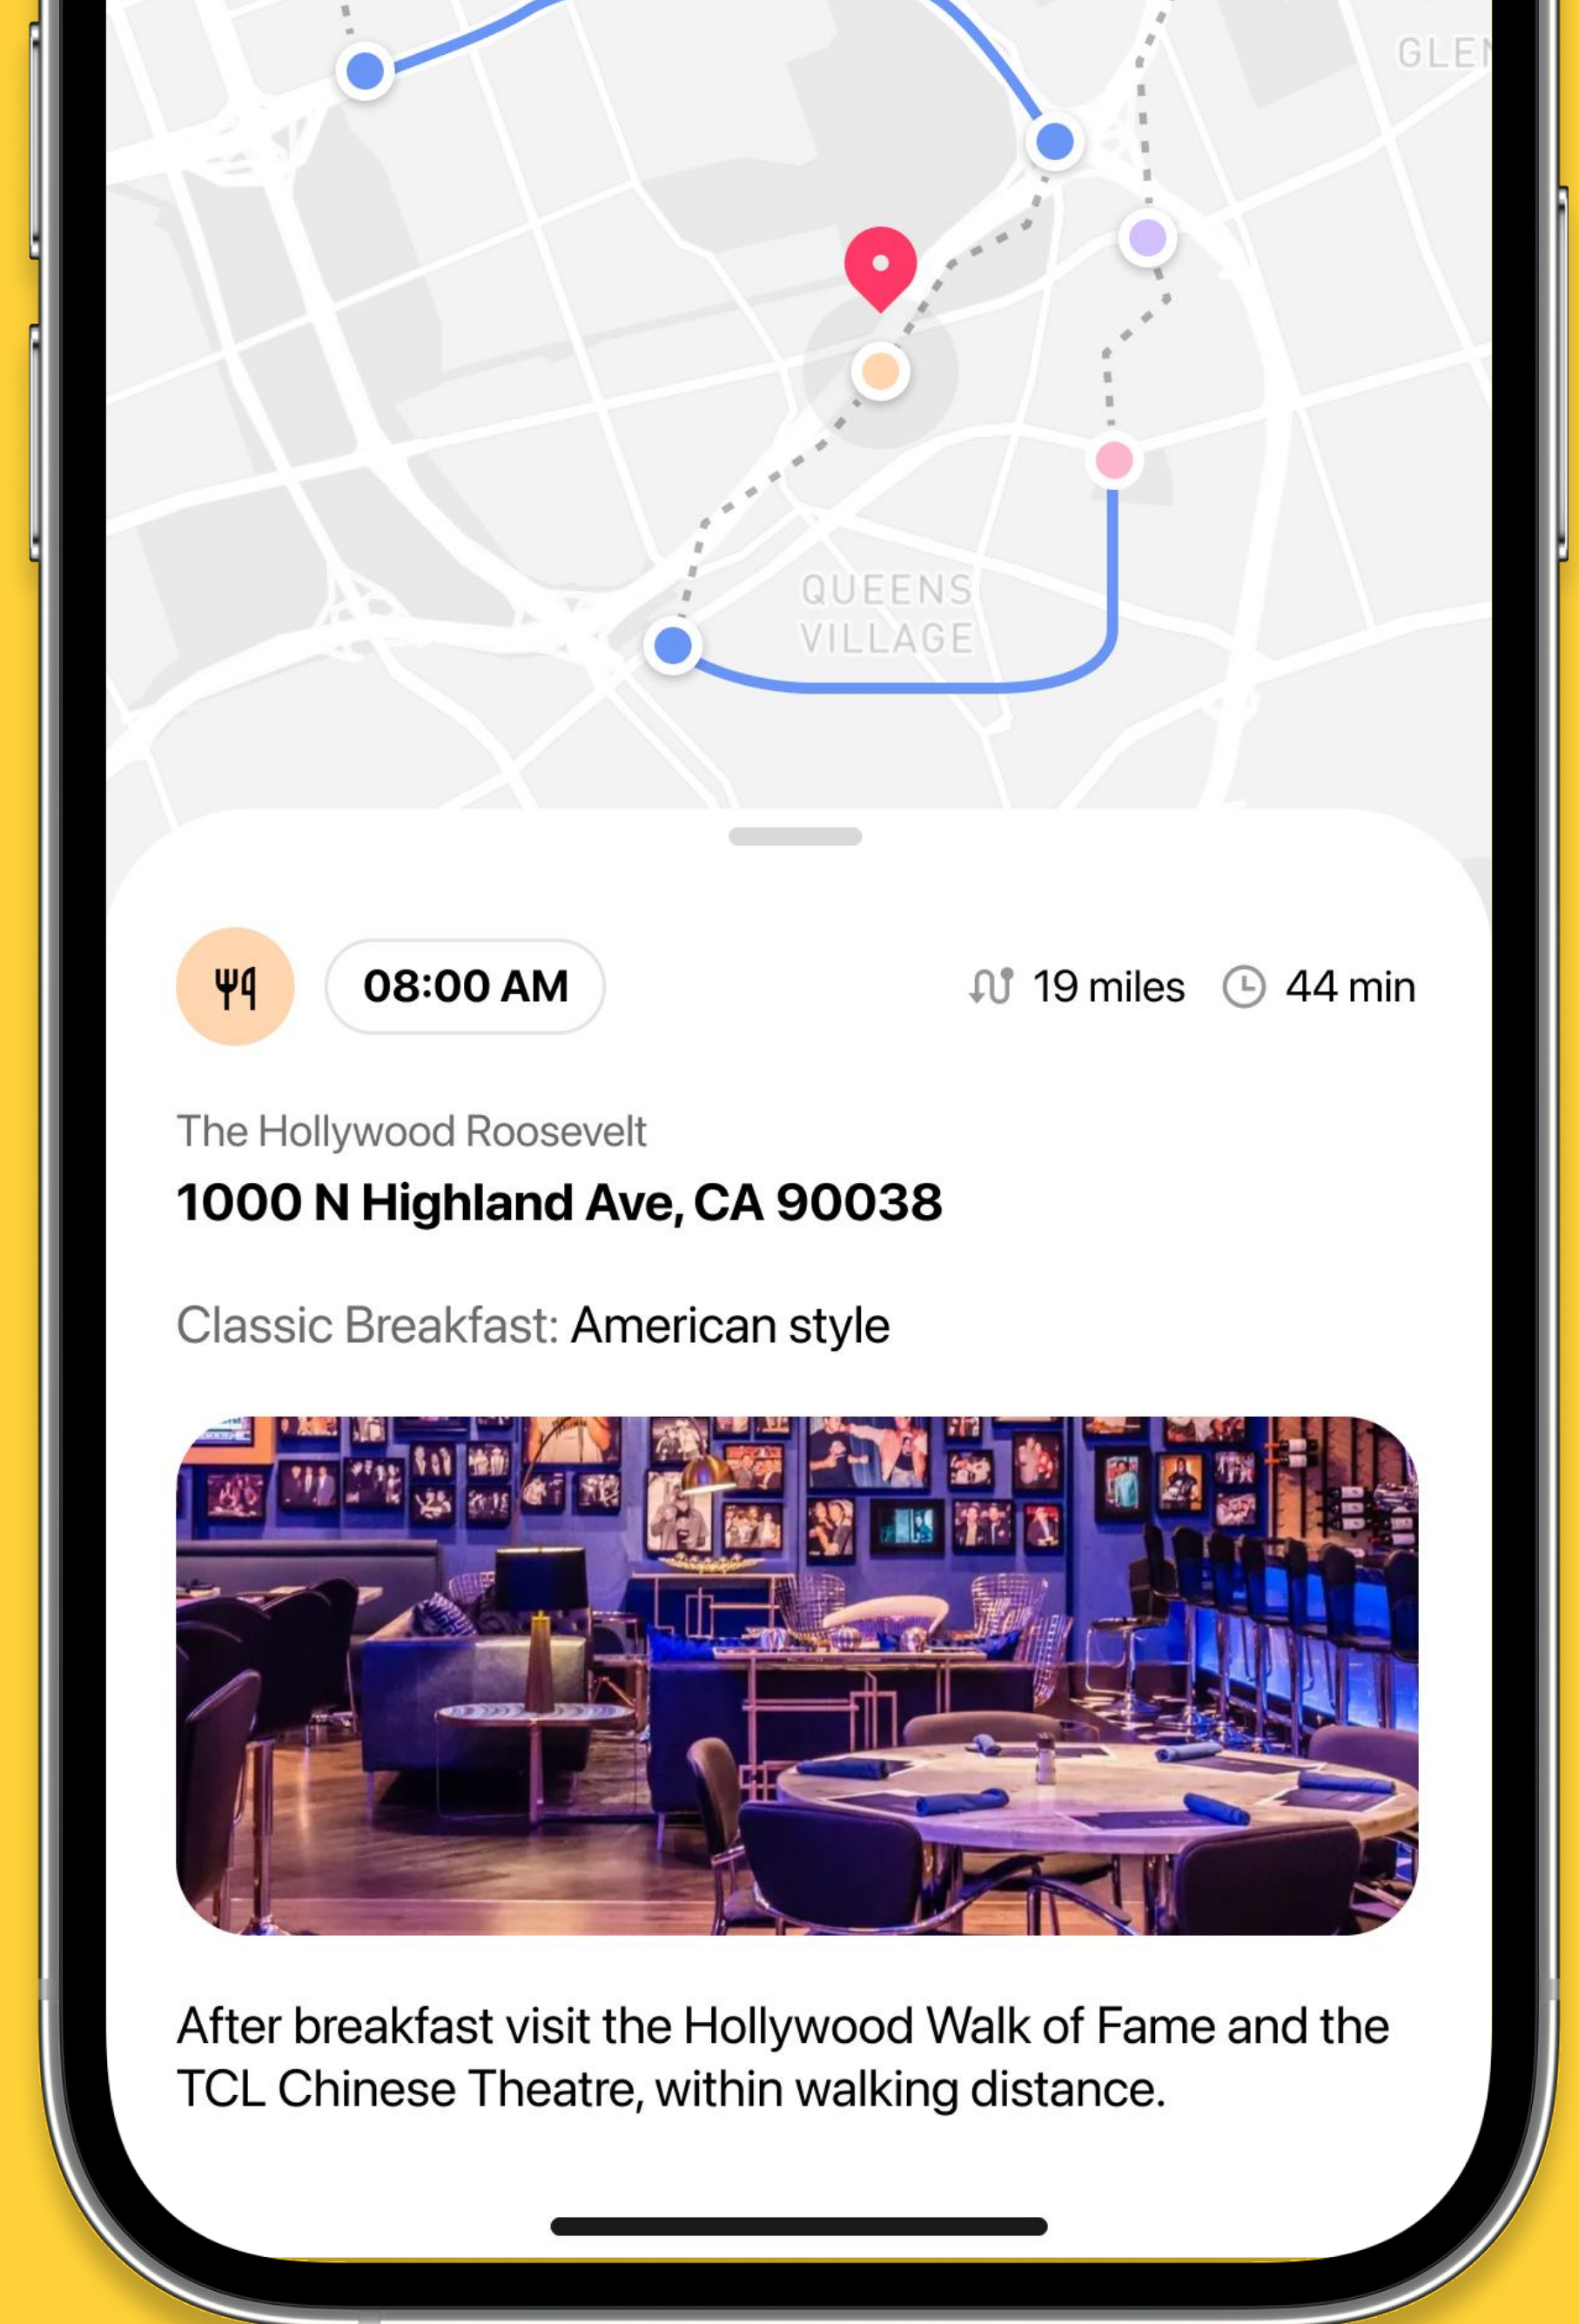 GLEN
QUEENS
VILLAGE
08:00 AM
19 miles
44 min
The Hollywood Roosevelt
1000 N Highland Ave, CA 90038
Classic Breakfast: American style
After breakfast visit the Hollywood Walk of Fame and the
TCL Chinese Theatre, within walking distance.